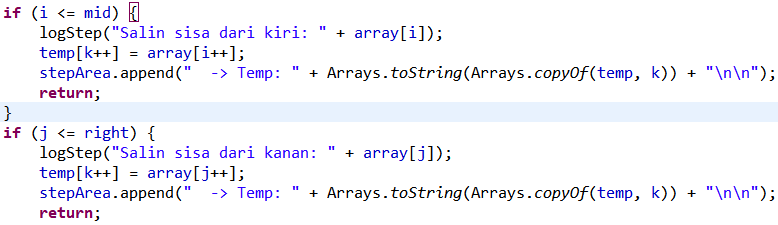 if (i <= mid) {
    logStep("Salin sisa dari kiri: " + array[i]);
    temp[k++] = array[i++];
    stepArea.append("  -> Temp: " + Arrays.toString(Arrays.copyOf(temp, k)) + "\n\n");
    return;
}
if (j <= right) {
    logStep("Salin sisa dari kanan: " + array[j]);
    temp[k++] = array[j++];
    stepArea.append("  -> Temp: " + Arrays.toString(Arrays.copyOf(temp, k)) + "\n\n");
    return;